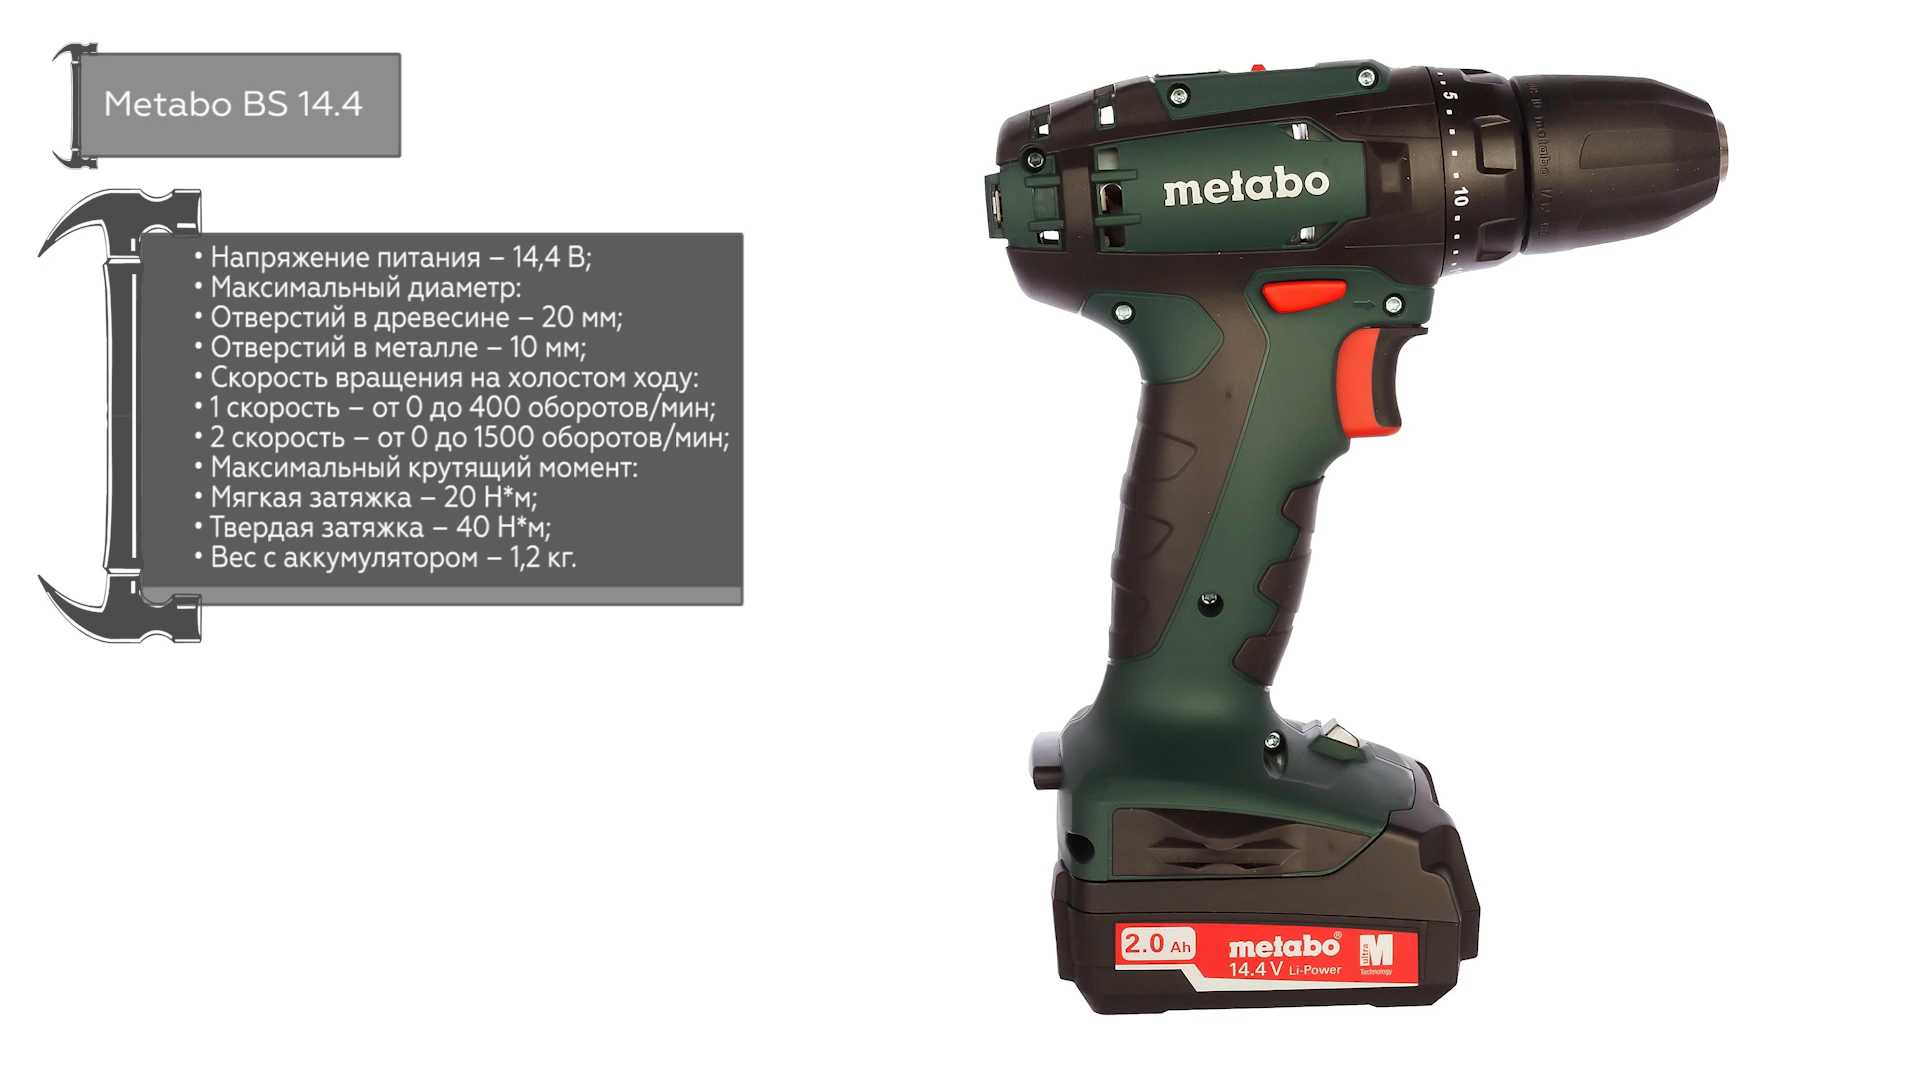 Metabo BS 14.4
• Напряжение питания – 14,4 В;
• Максимальный диаметр:
• Отверстий в древесине – 20 мм;
• Отверстий в металле – 10 мм;
• Скорость вращения на холостом ходу:
• 1 скорость – от 0 до 400 оборотов/мин;
• 2 скорость – от 0 до 1500 оборотов/мин;
• Максимальный крутящий момент:
• Мягкая затяжка – 20 Н*м;
• Твердая затяжка – 40 Н*м;
• Вес с аккумулятором – 1,2 кг.
metabo
5
10
metabo
2.0 Ah
metabo®
14.4 V Li-Power
ultra M
Technology